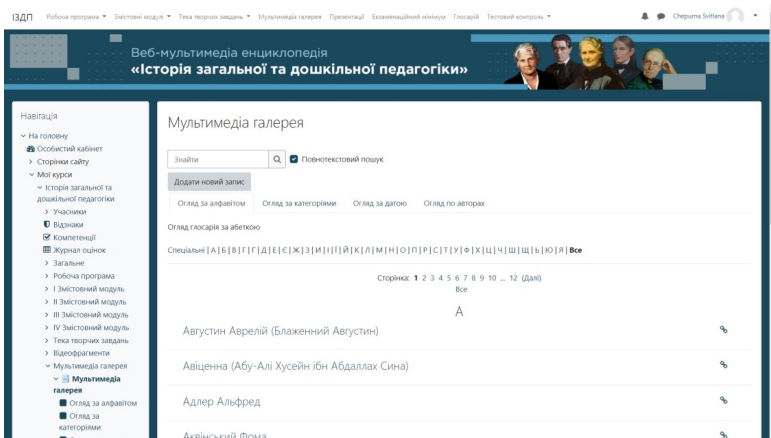 ІЗДП Робоча програма Змістовні модулі Тека творчих завдань Мультимедіа галерея Презентації Екзаменаційний мінімум Глосарій Тестовий контроль Chepurna Svitlana
Веб-мультимедіа енциклопедія
«Історія загальної та дошкільної педагогіки»
Навігація
На головну
Особистий кабінет
Сторінки сайту
Мої курси
Історія загальної та
дошкільної педагогіки
Учасники
Відзнаки
Компетенції
Журнал оцінок
Загальне
Робоча програма
I Змістовний модуль
II Змістовний модуль
III Змістовний модуль
IV Змістовний модуль
Тека творчих завдань
Відеофрагменти
Мультимедіа галерея
Мультимедіа
галерея
Огляд за алфавітом
Огляд за
категоріями
Мультимедіа галерея
Знайти Повнотекстовий пошук
Додати новий запис
Огляд за алфавітом Огляд за категоріями Огляд за датою Огляд по авторах
Огляд глосарія за абеткою
Спеціальні | А | Б | В | Г | Ґ | Д | Е | Є | Ж | З | И | І | Ї | Й | К | Л | М | Н | О | П | Р | С | Т | У | Ф | Х | Ц | Ч | Ш | Щ | Ь | Ю | Я | Все
Сторінка: 1 2 3 4 5 6 7 8 9 10 ... 12 (Далі)
Все
А
Августин Аврелій (Блаженний Августин)
Авіценна (Абу-Алі Хусейн ібн Абдаллах Сина)
Адлер Альфред
Аквінський Фома